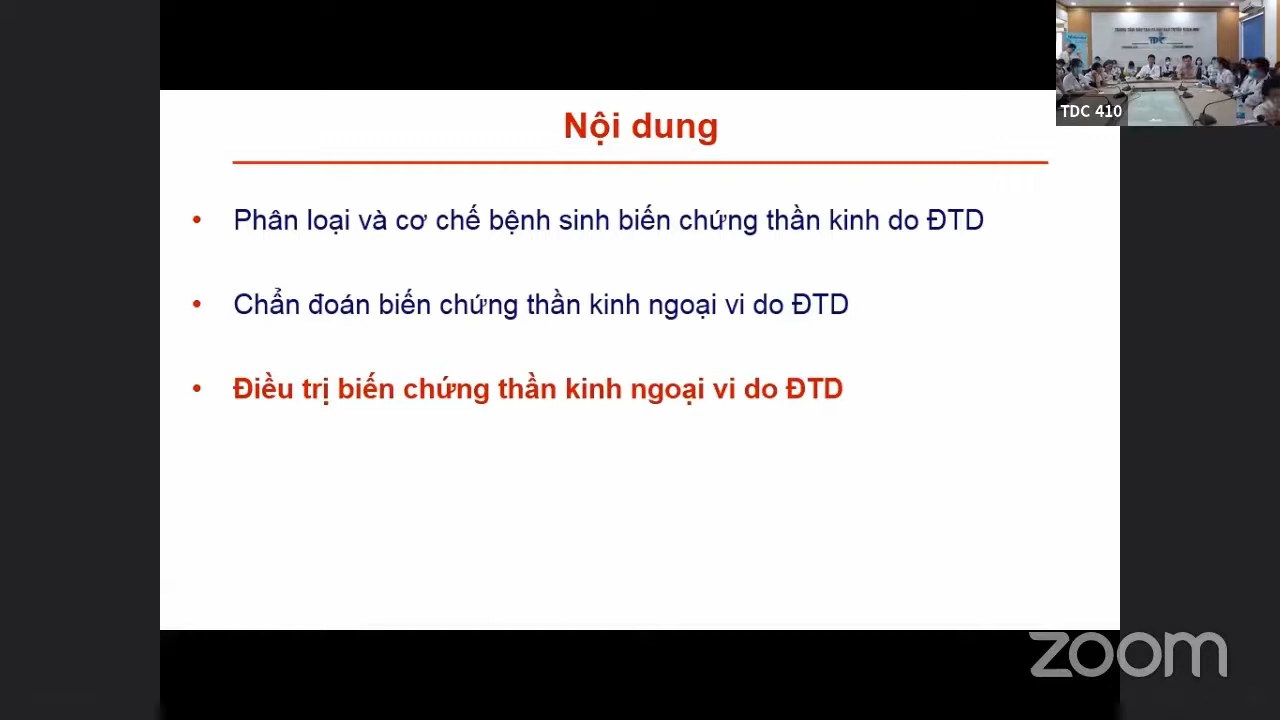 Nội dung
• Phân loại và cơ chế bệnh sinh biến chứng thần kinh do ĐTD
• Chẩn đoán biến chứng thần kinh ngoại vi do ĐTD
• Điều trị biến chứng thần kinh ngoại vi do ĐTD
TDC
TDC 410
zoom